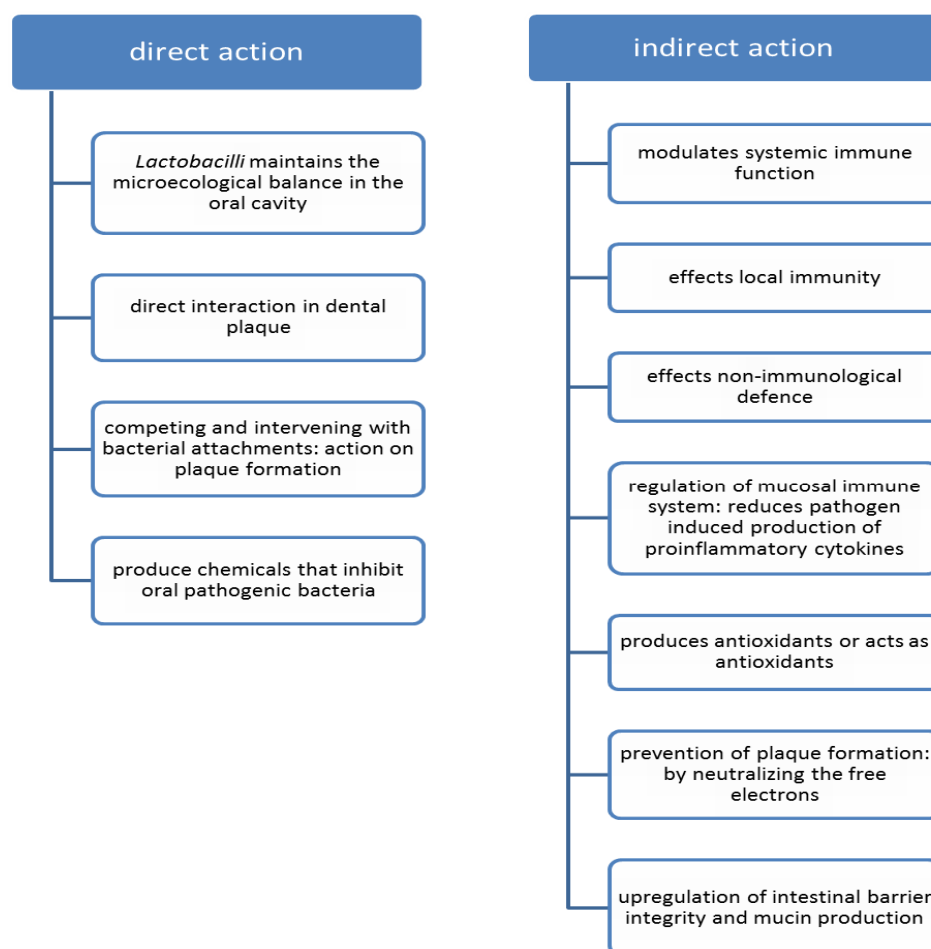 direct action
Lactobacilli maintains the
microecological balance in the
oral cavity
direct interaction in dental
plaque
competing and intervening with
bacterial attachments: action on
plaque formation
produce chemicals that inhibit
oral pathogenic bacteria
indirect action
modulates systemic immune
function
effects local immunity
effects non-immunological
defence
regulation of mucosal immune
system: reduces pathogen
induced production of
proinflammatory cytokines
produces antioxidants or acts as
antioxidants
prevention of plaque formation:
by neutralizing the free
electrons
upregulation of intestinal barrier
integrity and mucin production